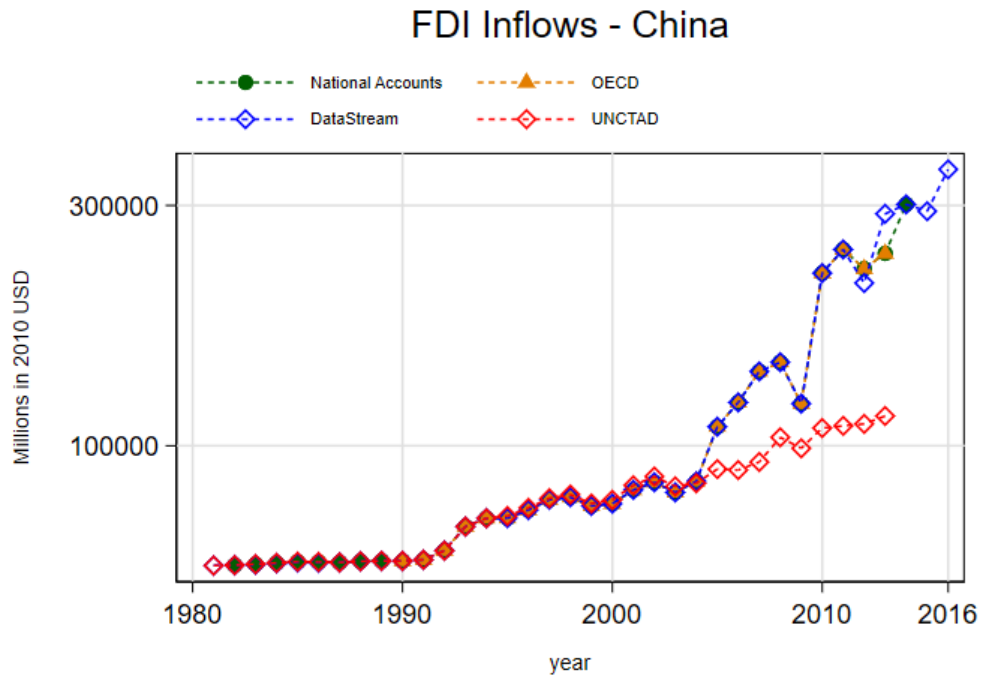 FDI Inflows - China
National Accounts
OECD
DataStream
UNCTAD
300000
100000
Millions in 2010 USD
1980
1990
2000
2010
2016
year